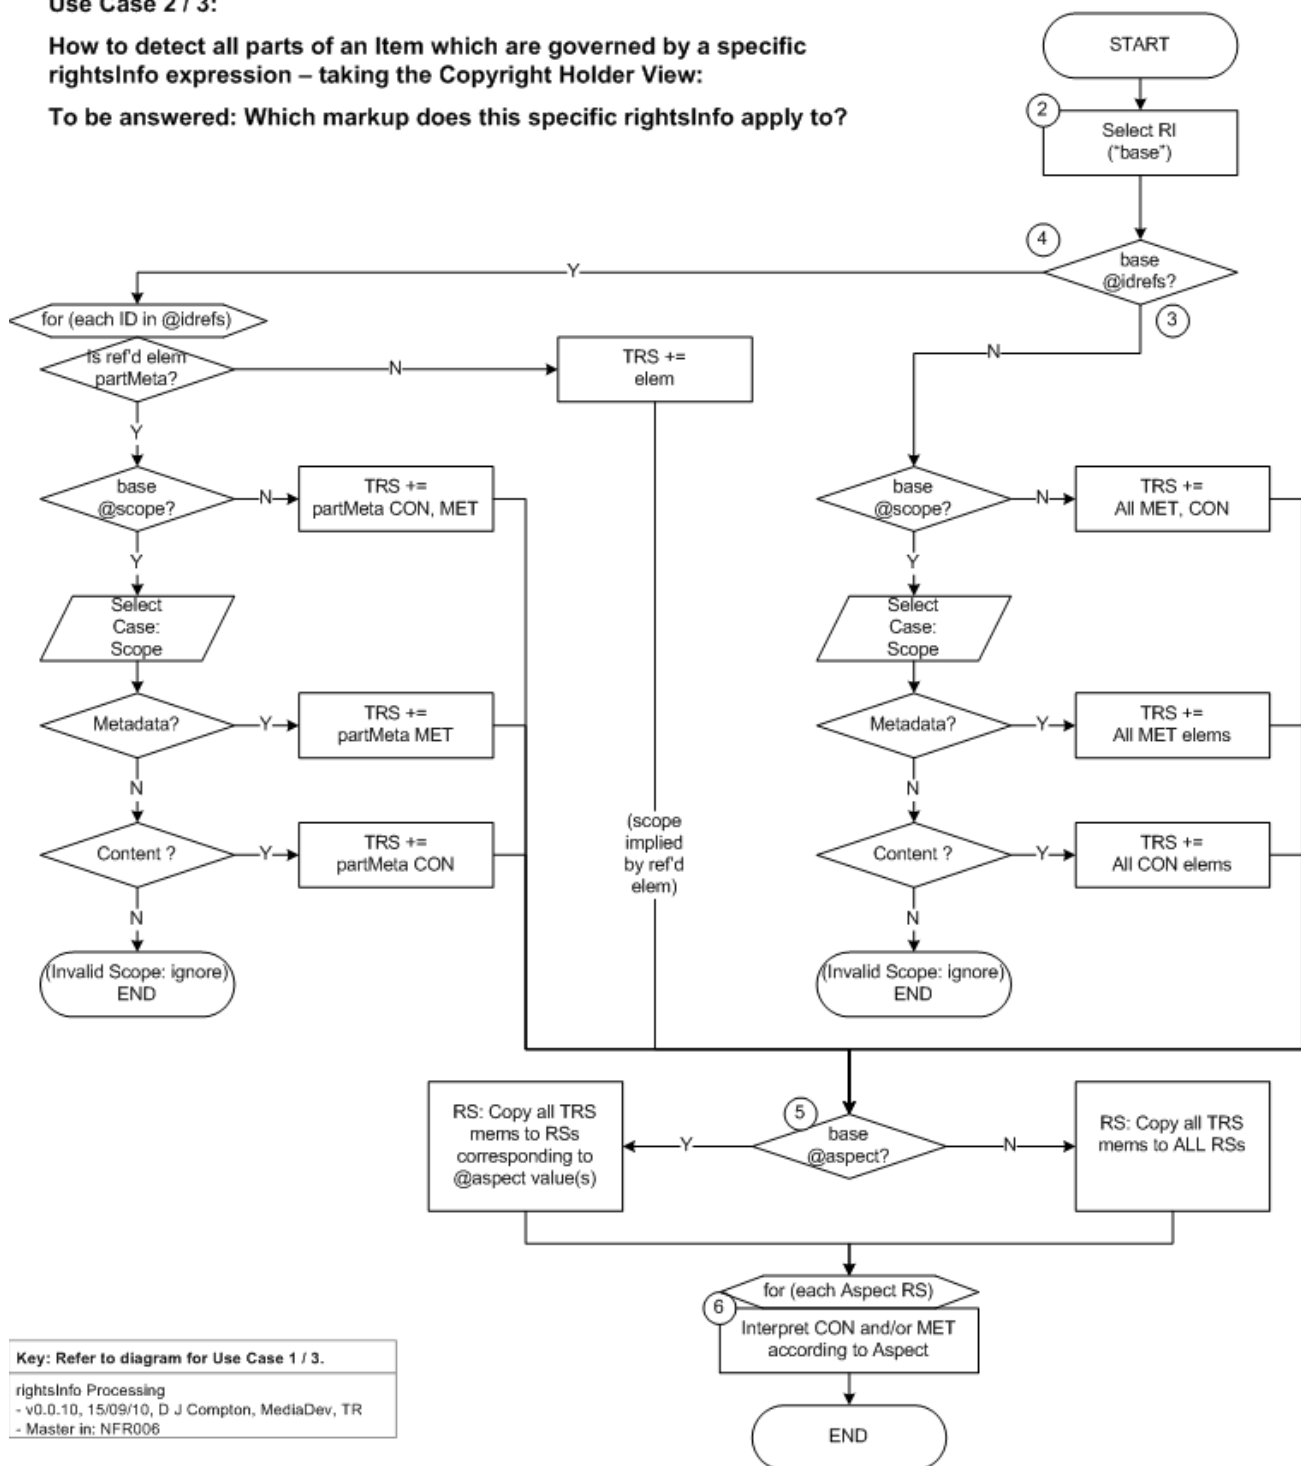 Use Case 2 / 3:
How to detect all parts of an Item which are governed by a specific
rightsInfo expression – taking the Copyright Holder View:
To be answered: Which markup does this specific rightsInfo apply to?
START
2
Select RI
("base")
4
base
@idrefs?
3
Y
N
for (each ID in @idrefs)
Is ref'd elem
partMeta?
N
TRS +=
elem
Y
base
@scope?
N
TRS +=
partMeta CON, MET
base
@scope?
N
TRS +=
All MET, CON
Y
Y
Select
Case:
Scope
Select
Case:
Scope
Metadata?
Y
TRS +=
partMeta MET
Metadata?
Y
TRS +=
All MET elems
N
N
Content ?
Y
TRS +=
partMeta CON
(scope
implied
by ref'd
elem)
Content ?
Y
TRS +=
All CON elems
N
N
(Invalid Scope: ignore)
END
(Invalid Scope: ignore)
END
RS: Copy all TRS
mems to RSs
corresponding to
@aspect value(s)
Y
5
base
@aspect?
N
RS: Copy all TRS
mems to ALL RSs
for (each Aspect RS)
6
Interpret CON and/or MET
according to Aspect
END
Key: Refer to diagram for Use Case 1 / 3.
rightsInfo Processing
- v0.0.10, 15/09/10, D J Compton, MediaDev, TR
- Master in: NFR006